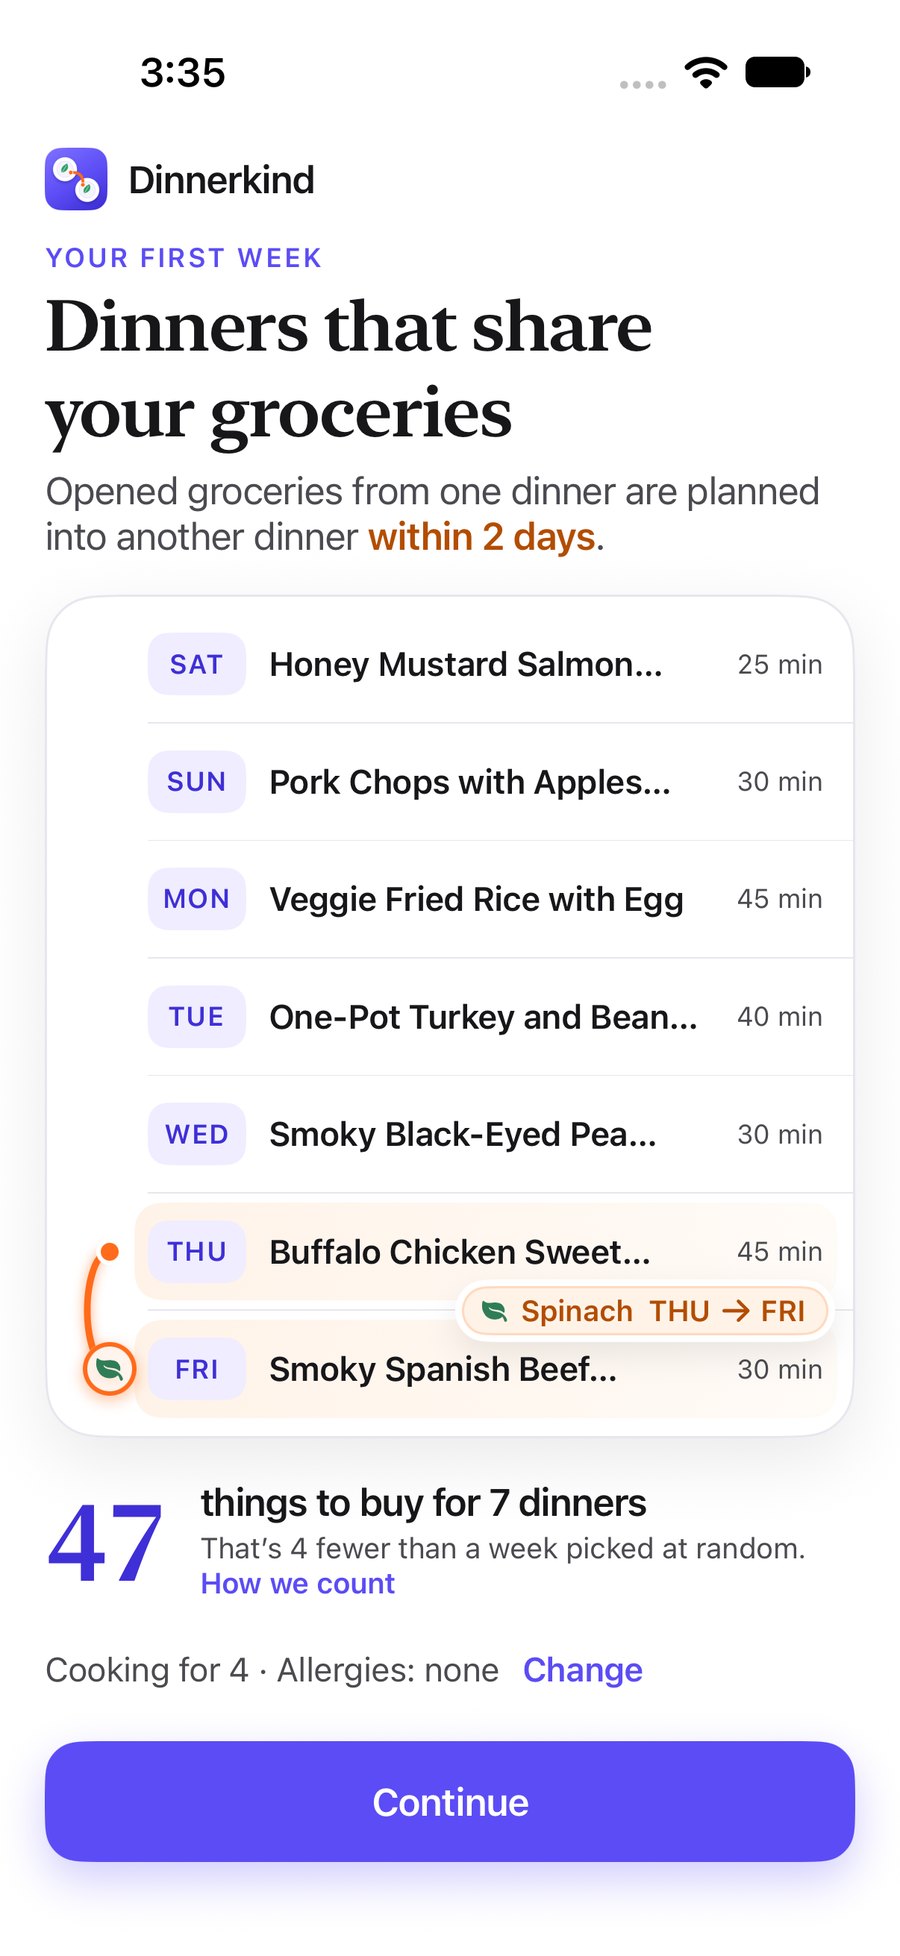 3:35
Dinnerkind
YOUR FIRST WEEK
Dinners that share
your groceries
Opened groceries from one dinner are planned
into another dinner within 2 days.
SAT Honey Mustard Salmon... 25 min
SUN Pork Chops with Apples... 30 min
MON Veggie Fried Rice with Egg 45 min
TUE One-Pot Turkey and Bean... 40 min
WED Smoky Black-Eyed Pea... 30 min
THU Buffalo Chicken Sweet... 45 min
Spinach THU → FRI
FRI Smoky Spanish Beef... 30 min
47 things to buy for 7 dinners
That's 4 fewer than a week picked at random.
How we count
Cooking for 4 · Allergies: none Change
Continue